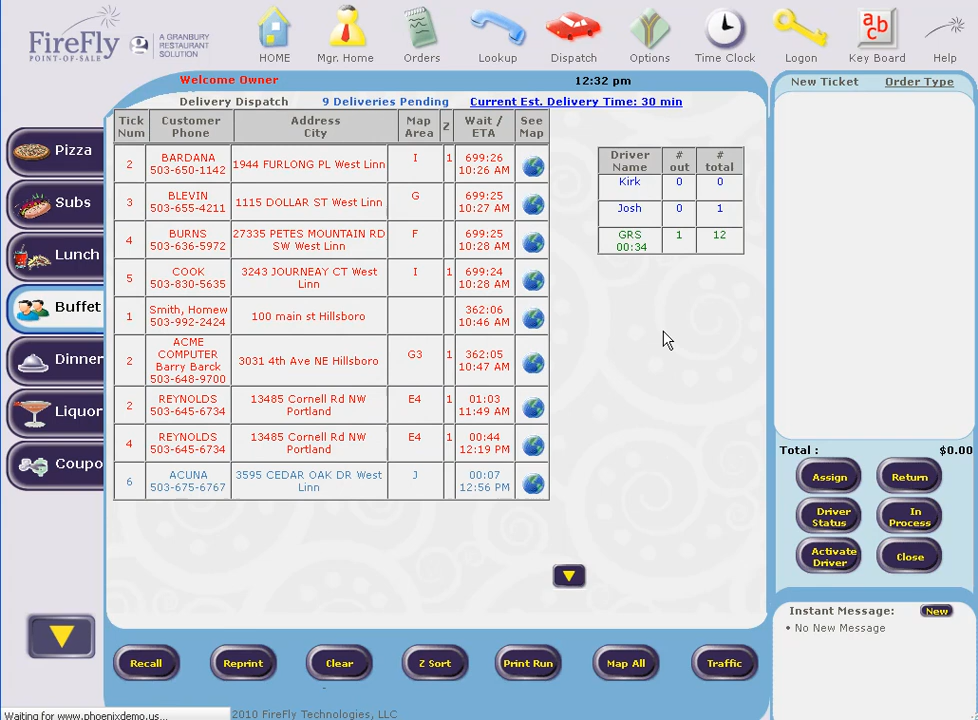 FireFly
POINT-OF-SALE
g
A GRANBURY
RESTAURANT
SOLUTION
HOME
Mgr. Home
Orders
Lookup
Dispatch
Options
Time Clock
Logon
abc
Key Board
Help
Welcome Owner
12:32 pm
Delivery Dispatch
9 Deliveries Pending
Current Est. Delivery Time: 30 min
New Ticket
Order Type
Pizza
Subs
Lunch
Buffet
Dinner
Liquor
Coupo
Tick Num
Customer Phone
Address City
Map Area
Z
Wait / ETA
See Map
2
BARDANA
503-650-1142
1944 FURLONG PL West Linn
I
1
699:26
10:26 AM
3
BLEVIN
503-655-4211
1115 DOLLAR ST West Linn
G
699:25
10:27 AM
4
BURNS
503-636-5972
27335 PETES MOUNTAIN RD
SW West Linn
F
699:25
10:28 AM
5
COOK
503-830-5635
3243 JOURNEAY CT West
Linn
I
1
699:24
10:28 AM
1
Smith, Homew
503-992-2424
100 main st Hillsboro
362:06
10:46 AM
2
ACME
COMPUTER
Barry Barck
503-648-9700
3031 4th Ave NE Hillsboro
G3
1
362:05
10:47 AM
2
REYNOLDS
503-645-6734
13485 Cornell Rd NW
Portland
E4
1
01:03
11:49 AM
4
REYNOLDS
503-645-6734
13485 Cornell Rd NW
Portland
E4
1
00:44
12:19 PM
6
ACUNA
503-675-6767
3595 CEDAR OAK DR West
Linn
J
00:07
12:56 PM
Driver Name
# out
# total
Kirk
0
0
Josh
0
1
GRS
00:34
1
12
Total :
$0.00
Assign
Return
Driver
Status
In
Process
Activate
Driver
Close
Instant Message:
New
• No New Message
Recall
Reprint
Clear
Z Sort
Print Run
Map All
Traffic
Waiting for www.phoenixdemo.us...
2010 FireFly Technologies, LLC